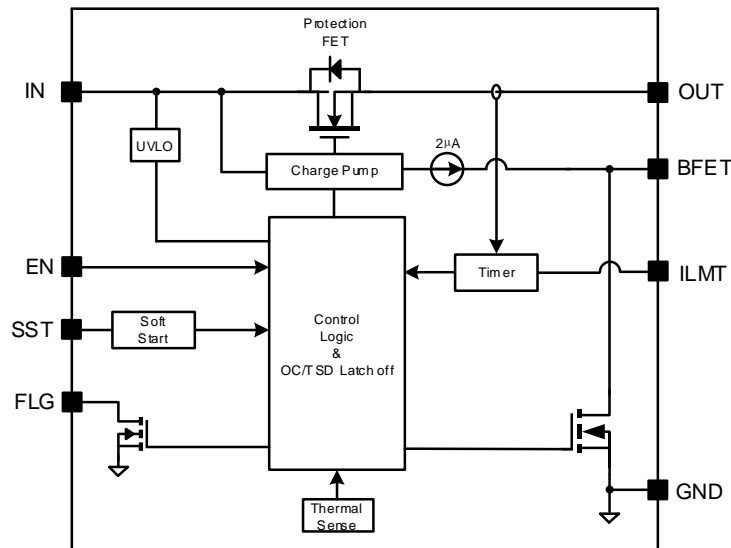 Protection
FET
IN
OUT
UVLO
2µA
Charge Pump
BFET
EN
Timer
ILMT
SST
Soft
Start
Control
Logic
&
OC/TSD Latch off
FLG
GND
Thermal
Sense